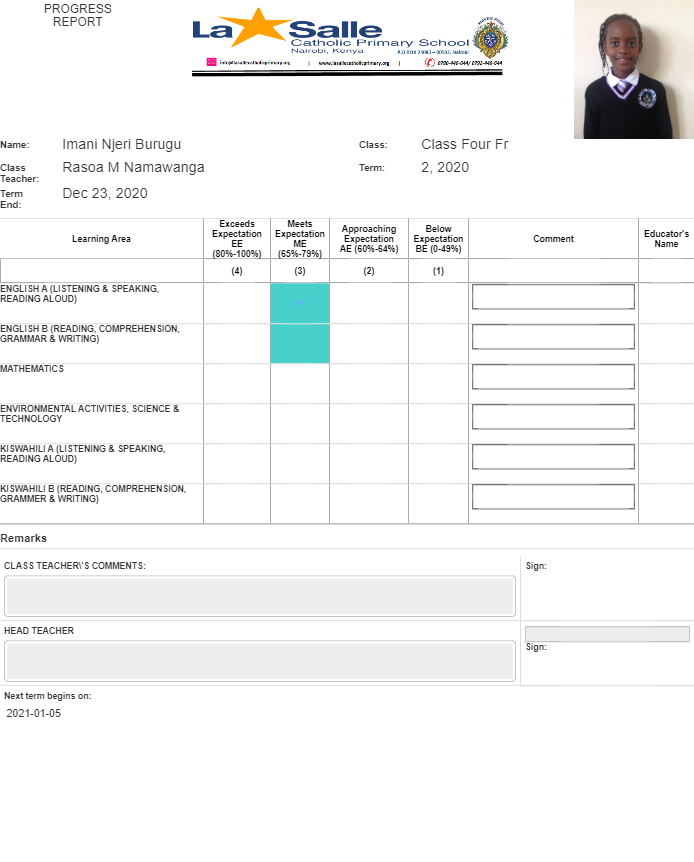 PROGRESS
REPORT
La Salle
Catholic Primary School
Nairobi, Kenya
P.O BOX 24083 – 00502, Nairobi
info@lasallecatholicprimary.org | www.lasallecatholicprimary.org | 0780-446-044/ 0792-446-044
Name: Imani Njeri Burugu Class: Class Four Fr
Class Teacher: Rasoa M Namawanga Term: 2, 2020
Term End: Dec 23, 2020
Learning Area
Exceeds Expectation EE (80%-100%)
Meets Expectation ME (65%-79%)
Approaching Expectation AE (60%-64%)
Below Expectation BE (0-49%)
Comment
Educator's Name
(4) (3) (2) (1)
ENGLISH A (LISTENING & SPEAKING,
READING ALOUD)
ENGLISH B (READING, COMPREHENSION,
GRAMMAR & WRITING)
MATHEMATICS
ENVIRONMENTAL ACTIVITIES, SCIENCE &
TECHNOLOGY
KISWAHILI A (LISTENING & SPEAKING,
READING ALOUD)
KISWAHILI B (READING, COMPREHENSION,
GRAMMER & WRITING)
Remarks
CLASS TEACHER\'S COMMENTS: Sign:
HEAD TEACHER
Sign:
Next term begins on:
2021-01-05